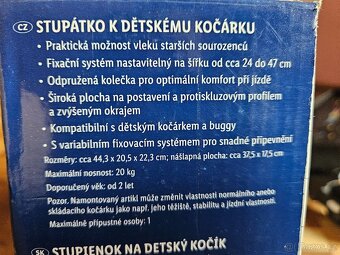 CZ STUPÁTKO K DĚTSKÉMU KOČÁRKU
• Praktická možnost vleků starších sourozenců
• Fixační systém nastavitelný na šířku od cca 24 do 47 cm
• Odpružená kolečka pro optimální komfort při jízdě
• Široká plocha na postavení a protiskluzovým profilem
a zvýšeným okrajem
• Kompatibilní s dětským kočárkem a buggy
• S variabilním fixovacím systémem pro snadné připevnění
Rozměry: cca 44,3 x 20,5 x 22,3 cm; nášlapná plocha: cca 37,5 x 17,5 cm
Maximální nosnost: 20 kg
Doporučený věk: od 2 let
Pozor. Namontovaný artikl může změnit vlastnosti normálního anebo
skládacího kočárku jako např. jeho těžiště, stabilitu a jízdní vlastnosti.
Maximálně přípustné osoby: 1
SK STUPIENOK NA DETSKÝ KOČÍK